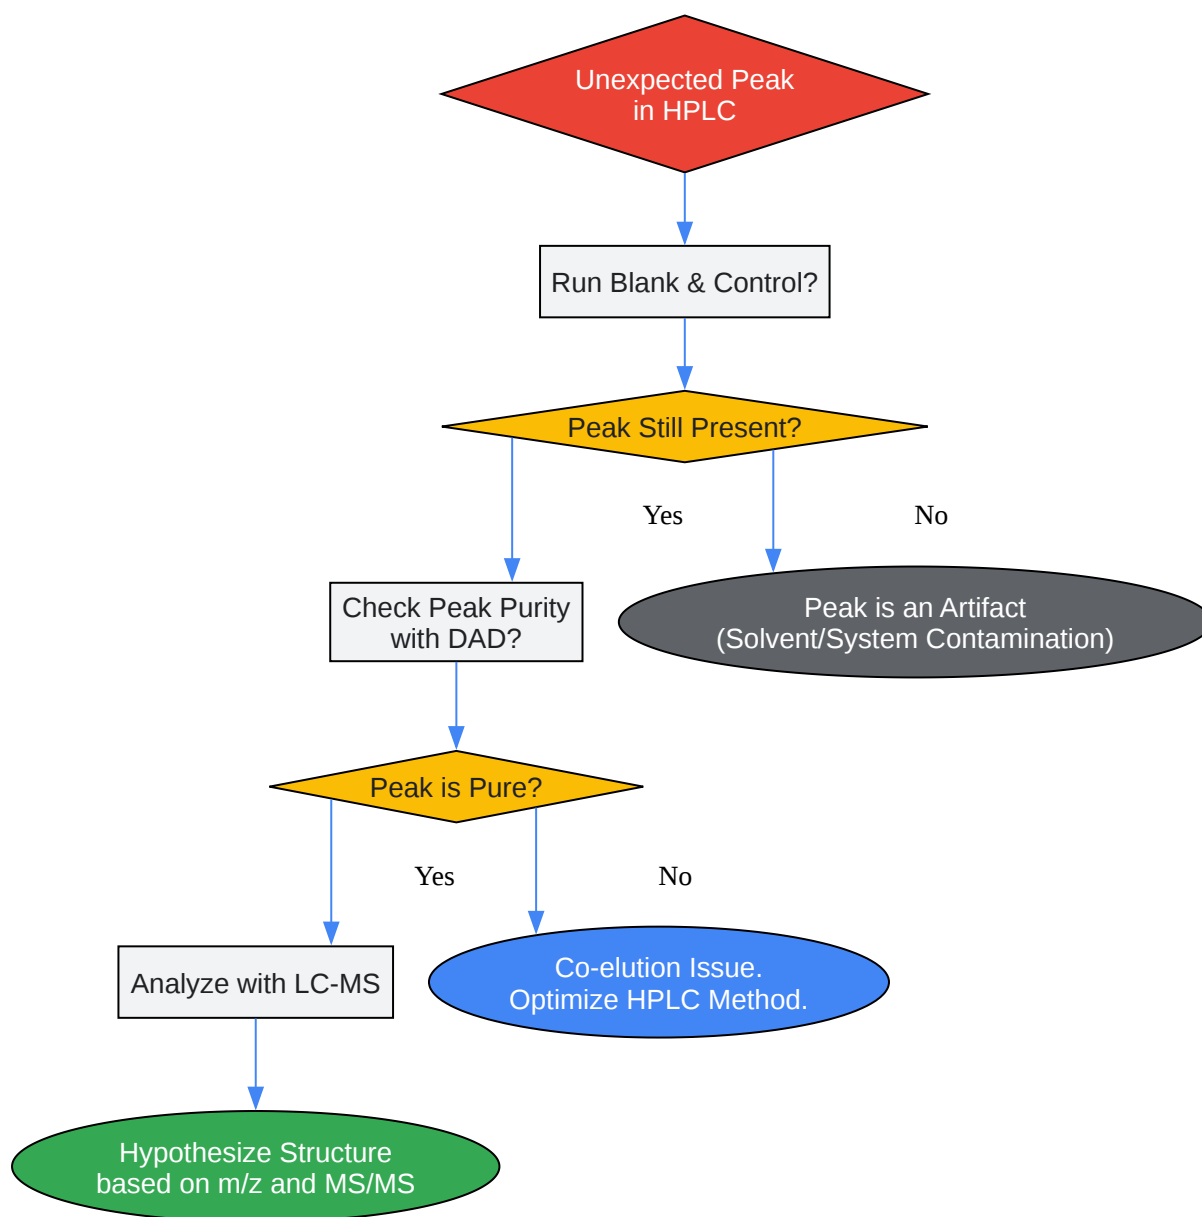 Unexpected Peak
in HPLC
Run Blank & Control?
Peak Still Present?
Yes
No
Check Peak Purity
with DAD?
Peak is an Artifact
(Solvent/System Contamination)
Peak is Pure?
Yes
No
Analyze with LC-MS
Co-elution Issue.
Optimize HPLC Method.
Hypothesize Structure
based on m/z and MS/MS